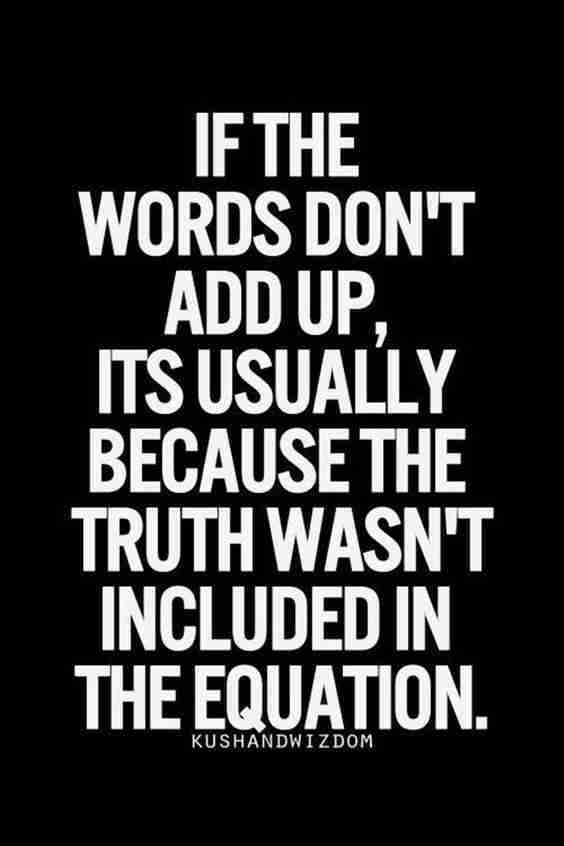 IF THE
WORDS DON'T
ADD UP,
ITS USUALLY
BECAUSE THE
TRUTH WASN'T
INCLUDED IN
THE EQUATION.
KUSHANDWIZDOM